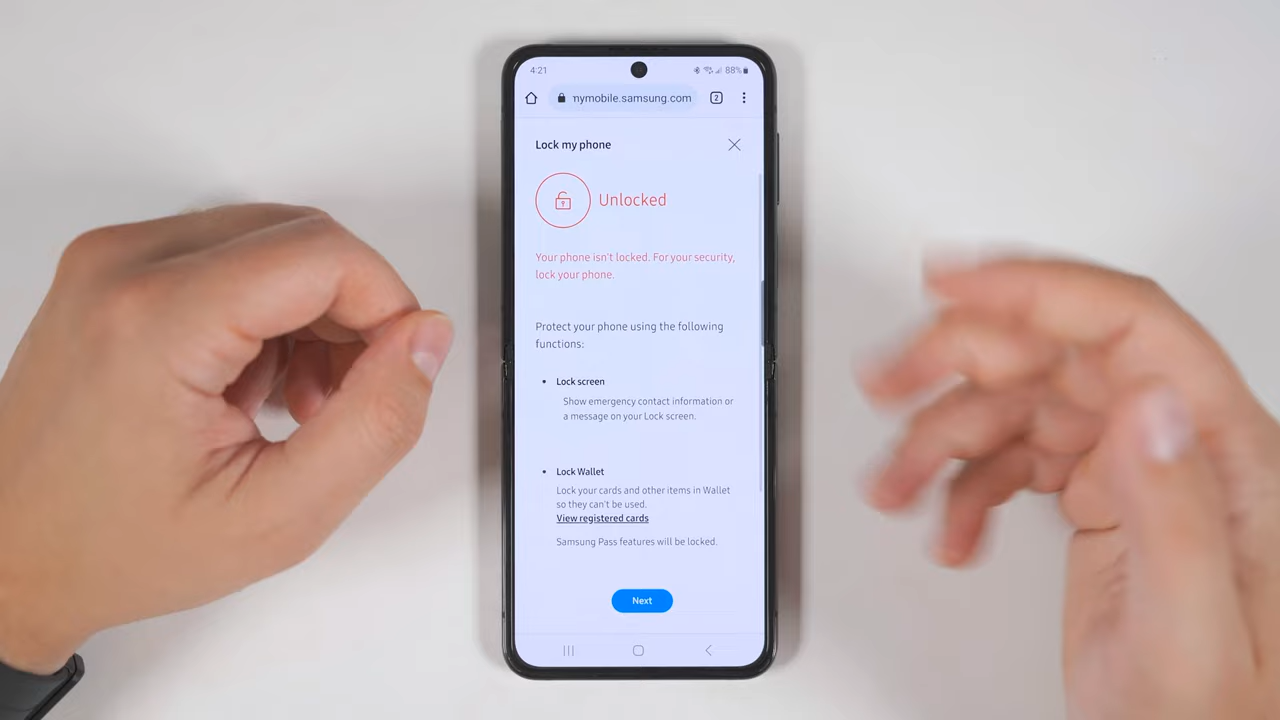 4:21 88%
nymobile.samsung.com 2
Lock my phone
Unlocked
Your phone isn't locked. For your security,
lock your phone.
Protect your phone using the following
functions:
• Lock screen
Show emergency contact information or
a message on your Lock screen.
• Lock Wallet
Lock your cards and other items in Wallet
so they can't be used.
View registered cards
Samsung Pass features will be locked.
Next